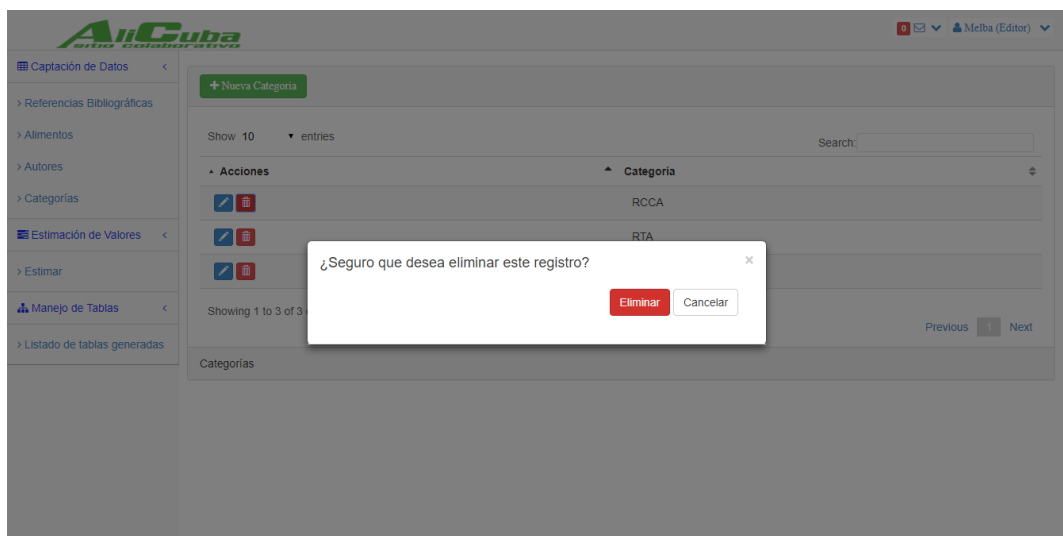 AliCuba
sitio colaborativo
0 Melba (Editor)
Captación de Datos
> Referencias Bibliográficas
> Alimentos
> Autores
> Categorías
Estimación de Valores
> Estimar
Manejo de Tablas
> Listado de tablas generadas
+ Nueva Categoria
Show 10 entries
Search:
Acciones Categoría
RCCA
RTA
¿Seguro que desea eliminar este registro? ×
Eliminar Cancelar
Showing 1 to 3 of 3
Previous 1 Next
Categorías